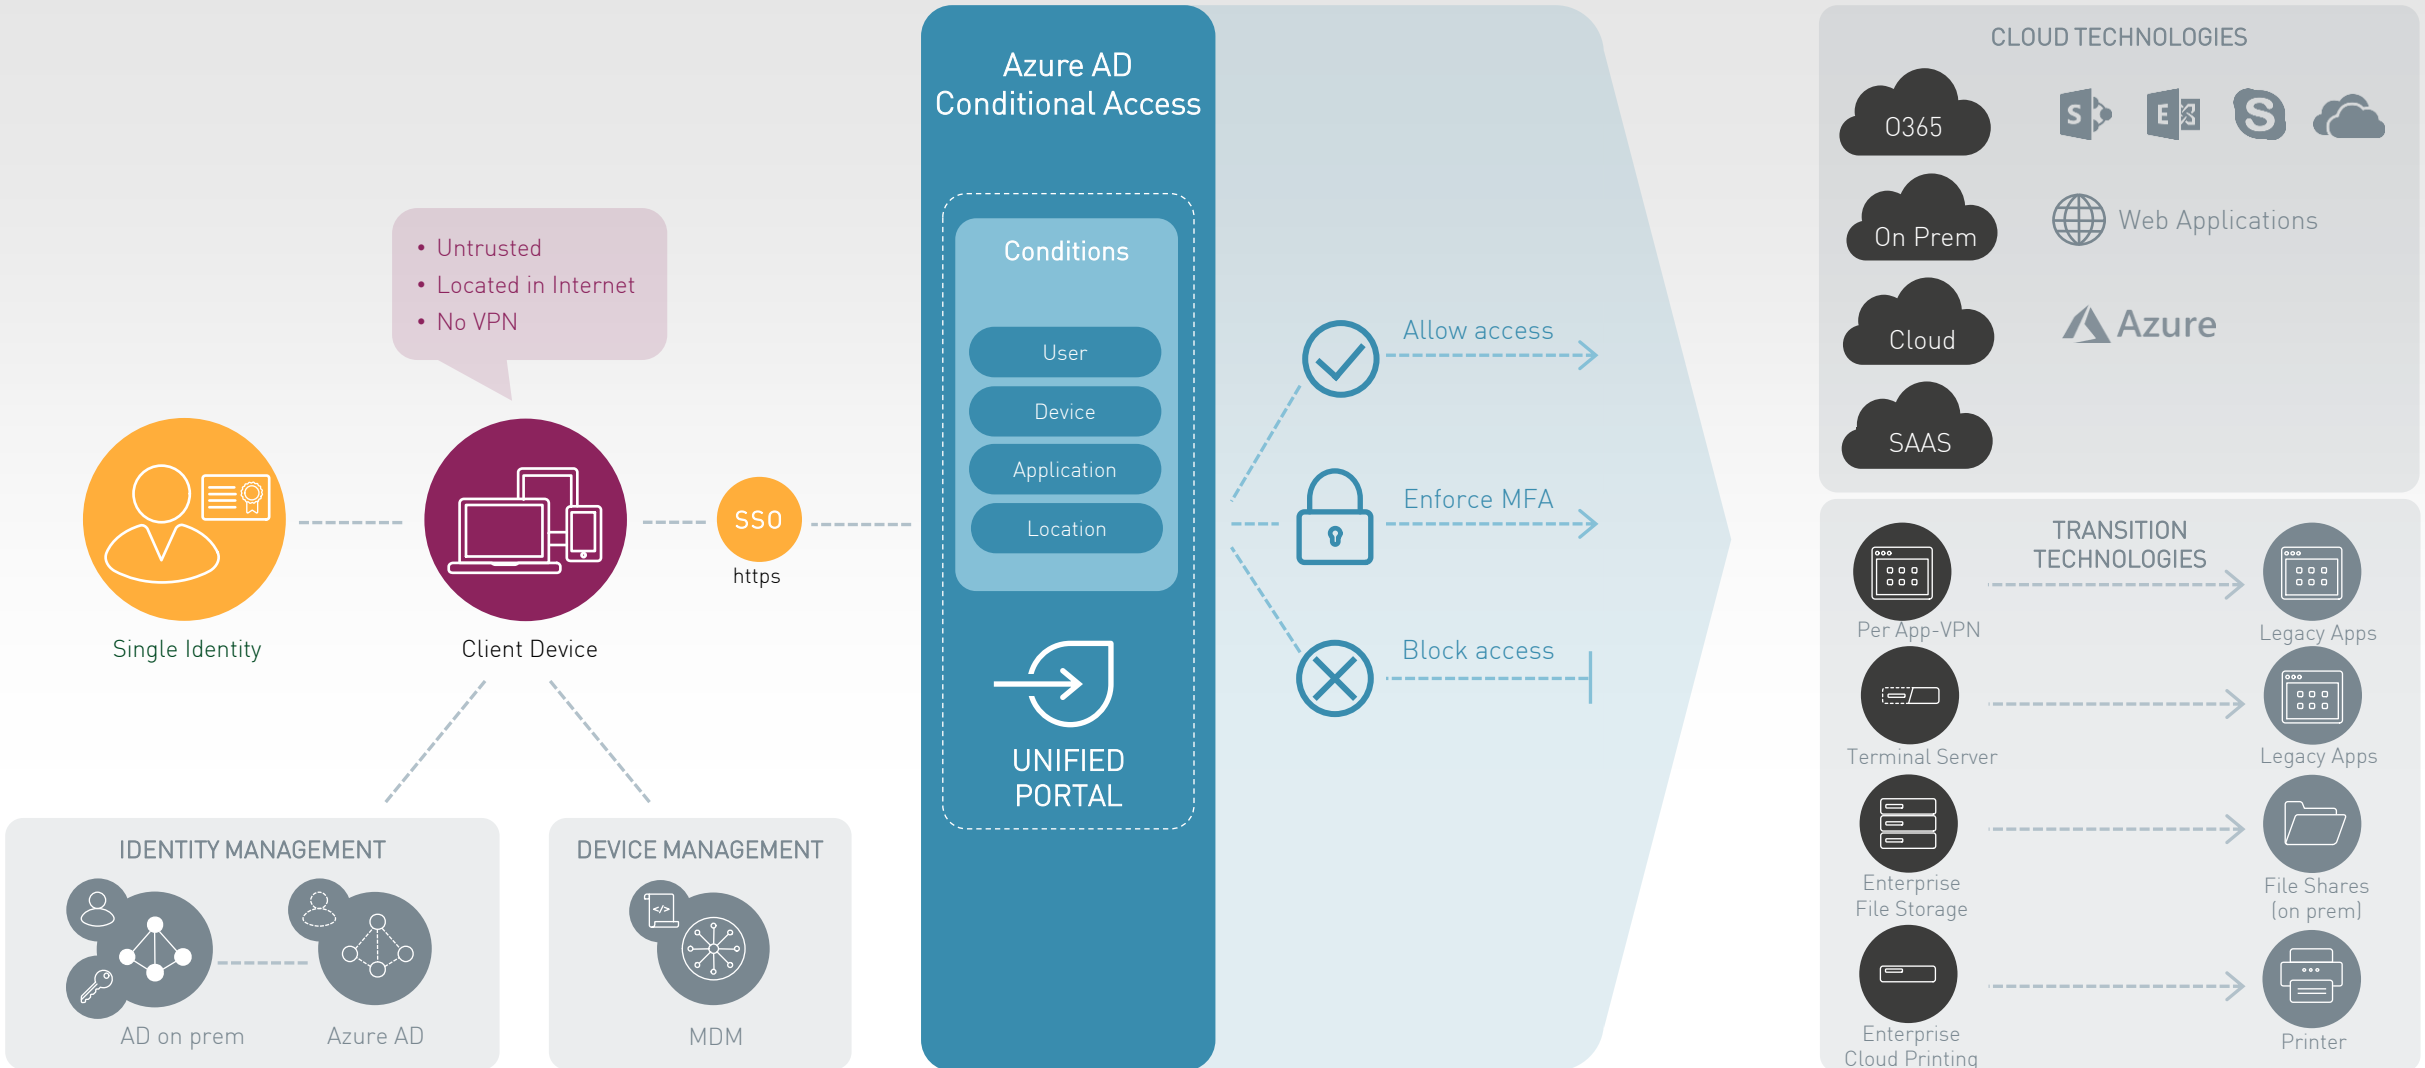 Azure AD
Conditional Access
• Untrusted
• Located in Internet
• No VPN
Single Identity
Client Device
SSO
https
IDENTITY MANAGEMENT
AD on prem
Azure AD
DEVICE MANAGEMENT
</>
MDM
Conditions
User
Device
Application
Location
UNIFIED
PORTAL
Allow access
Enforce MFA
Block access
CLOUD TECHNOLOGIES
O365
S
E
S
On Prem
Web Applications
Cloud
Azure
SAAS
TRANSITION
TECHNOLOGIES
Per App-VPN
Legacy Apps
Terminal Server
Legacy Apps
Enterprise
File Storage
File Shares
(on prem)
Enterprise
Cloud Printing
Printer